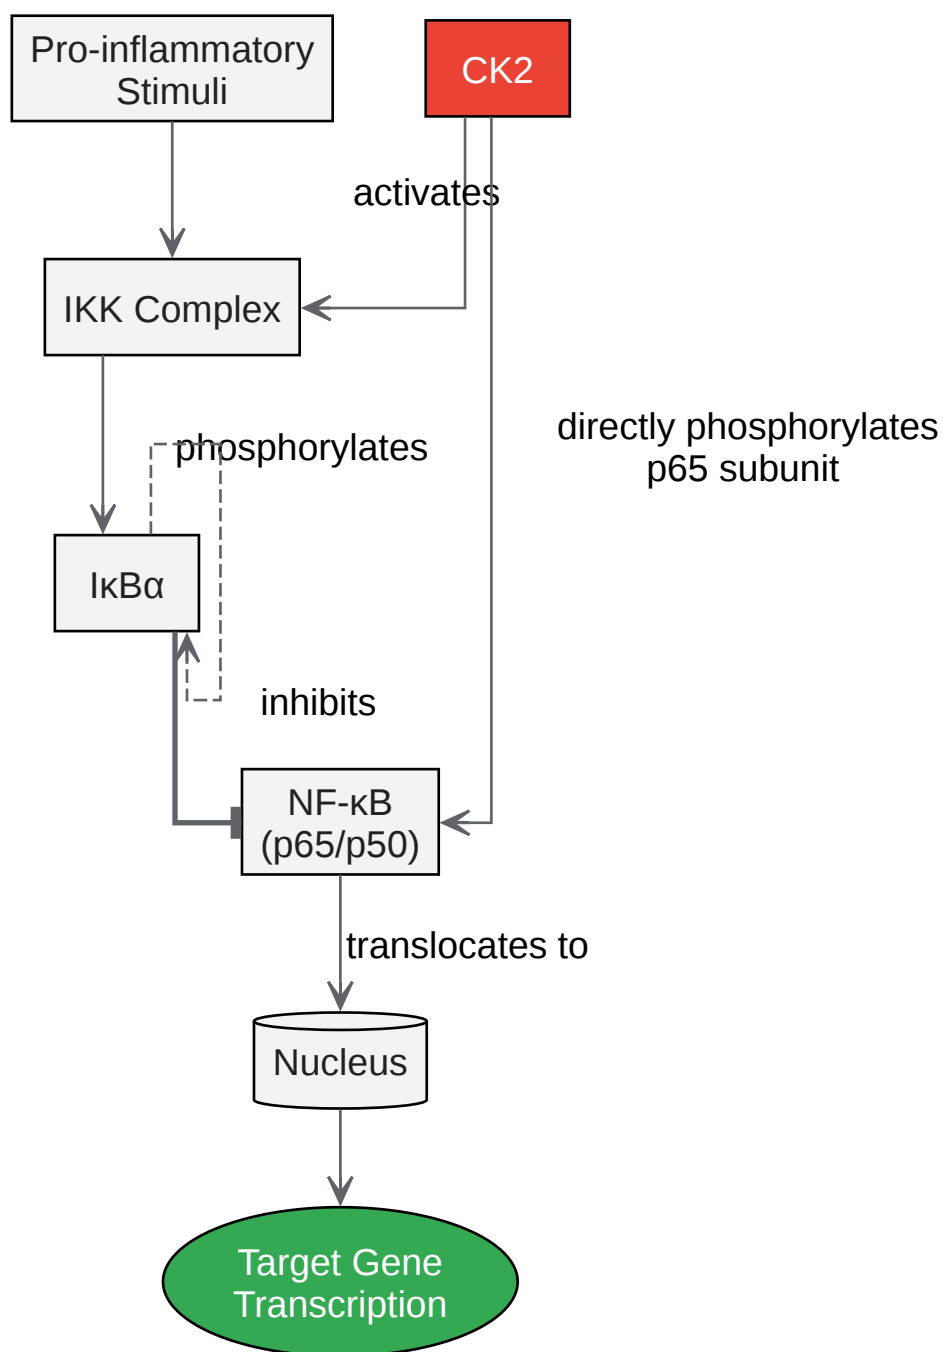 Pro-inflammatory
Stimuli
CK2
activates
IKK Complex
directly phosphorylates
p65 subunit
phosphorylates
IκBα
inhibits
NF-κB
(p65/p50)
translocates to
Nucleus
Target Gene
Transcription